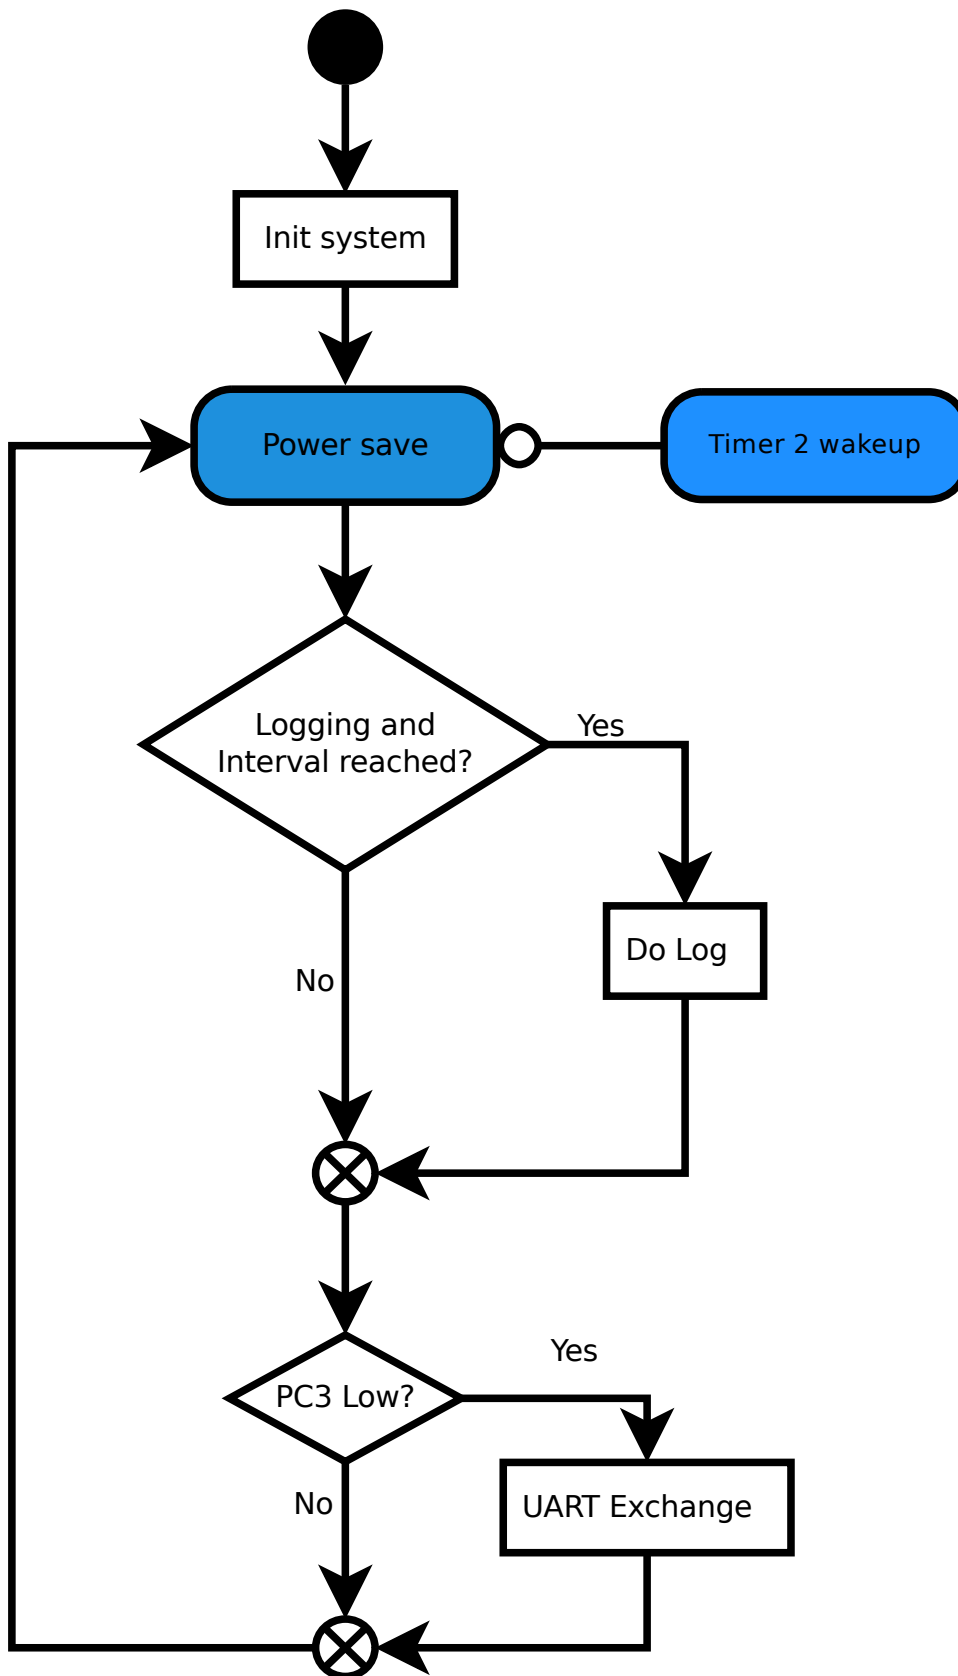 Init system
Power save
Timer 2 wakeup
Logging and
Interval reached?
Yes
Do Log
No
Yes
PC3 Low?
No
UART Exchange